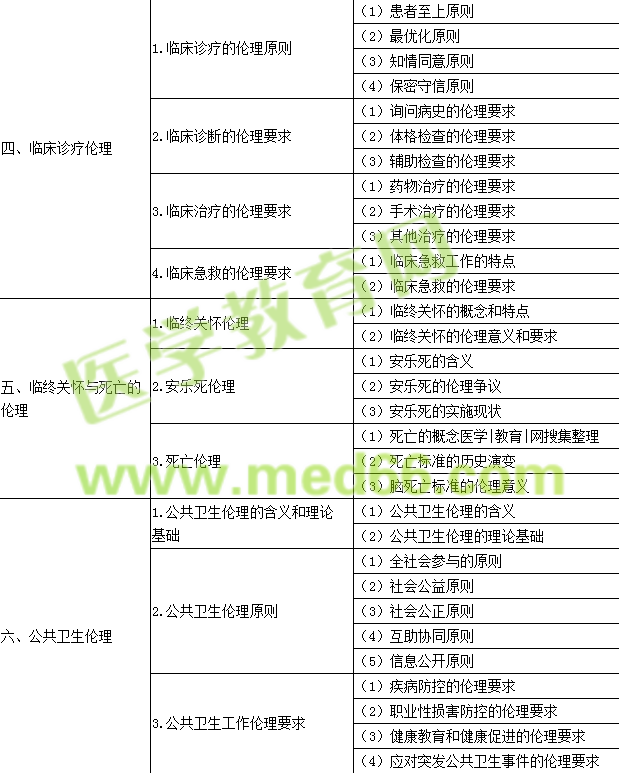 四、临床诊疗伦理
1.临床诊疗的伦理原则
（1）患者至上原则
（2）最优化原则
（3）知情同意原则
（4）保密守信原则
2.临床诊断的伦理要求
（1）询问病史的伦理要求
（2）体格检查的伦理要求
（3）辅助检查的伦理要求
3.临床治疗的伦理要求
（1）药物治疗的伦理要求
（2）手术治疗的伦理要求
（3）其他治疗的伦理要求
4.临床急救的伦理要求
（1）临床急救工作的特点
（2）临床急救的伦理要求
五、临终关怀与死亡的
伦理
1.临终关怀伦理
（1）临终关怀的概念和特点
（2）临终关怀的伦理意义和要求
2.安乐死伦理
（1）安乐死的含义
（2）安乐死的伦理争议
（3）安乐死的实施现状
3.死亡伦理
（1）死亡的概念医学|教育|网搜集整理
（2）死亡标准的历史演变
（3）脑死亡标准的伦理意义
六、公共卫生伦理
1.公共卫生伦理的含义和理论
基础
（1）公共卫生伦理的含义
（2）公共卫生伦理的理论基础
2.公共卫生伦理原则
（1）全社会参与的原则
（2）社会公益原则
（3）社会公正原则
（4）互助协同原则
（5）信息公开原则
3.公共卫生工作伦理要求
（1）疾病防控的伦理要求
（2）职业性损害防控的伦理要求
（3）健康教育和健康促进的伦理要求
（4）应对突发公共卫生事件的伦理要求
医学教育网
www.med66.com